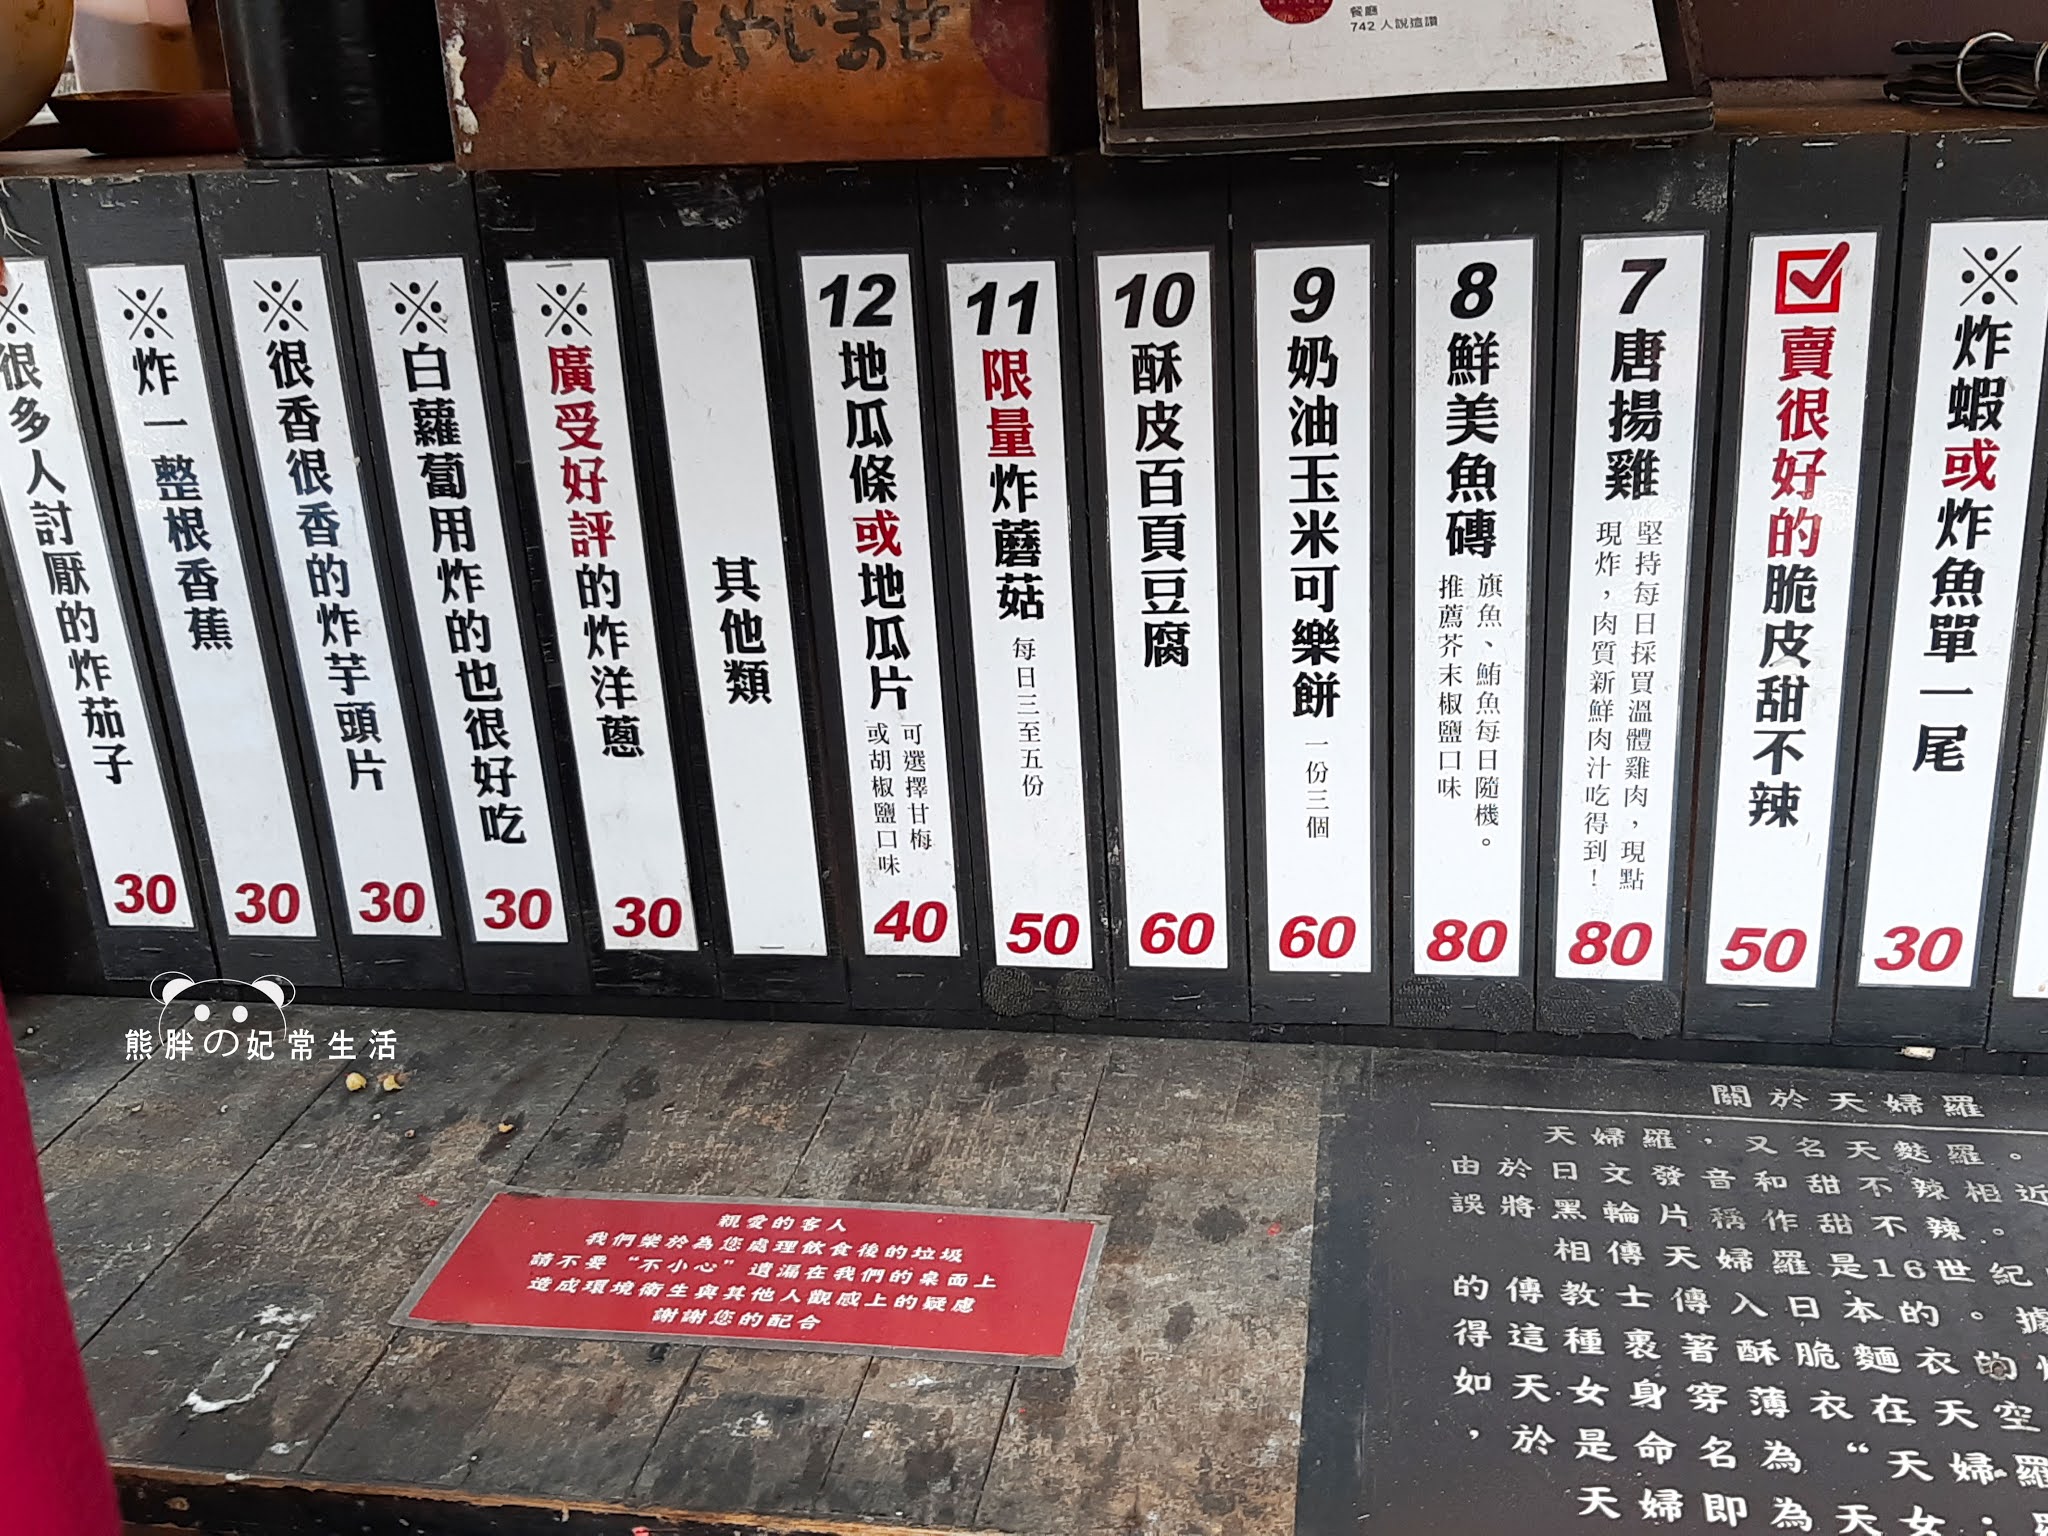 いらっしゃいませ
餐廳
742 人說這讚
※炸蝦或炸魚單一尾
30
賣很好的脆皮甜不辣
50
7 唐揚雞
堅持每日採買溫體雞肉，現點
現炸，肉質新鮮肉汁吃得到！
80
8 鮮美魚磚
旗魚、鮪魚每日隨機。
推薦芥末椒鹽口味
80
9 奶油玉米可樂餅
一份三個
60
10 酥皮百頁豆腐
60
11 限量炸蘑菇
每日三至五份
50
12 地瓜條或地瓜片
可選擇甘梅
或胡椒鹽口味
40
其他類
※廣受好評的炸洋蔥
30
※白蘿蔔用炸的也很好吃
30
※很香很香的炸芋頭片
30
※炸一整根香蕉
30
※很多人討厭的炸茄子
30
熊胖の妃常生活
親愛的客人
我們樂於為您處理飲食後的垃圾
請不要“不小心”遺漏在我們的桌面上
造成環境衛生與其他人觀感上的疑慮
謝謝您的配合
關於天婦羅
天婦羅，又名天麩羅。
由於日文發音和甜不辣相近
誤將黑輪片稱作甜不辣。
相傳天婦羅是16世紀
的傳教士傳入日本的。據
得這種裹著酥脆麵衣的
如天女身穿薄衣在天空
，於是命名為“天婦羅
天婦即為天女；